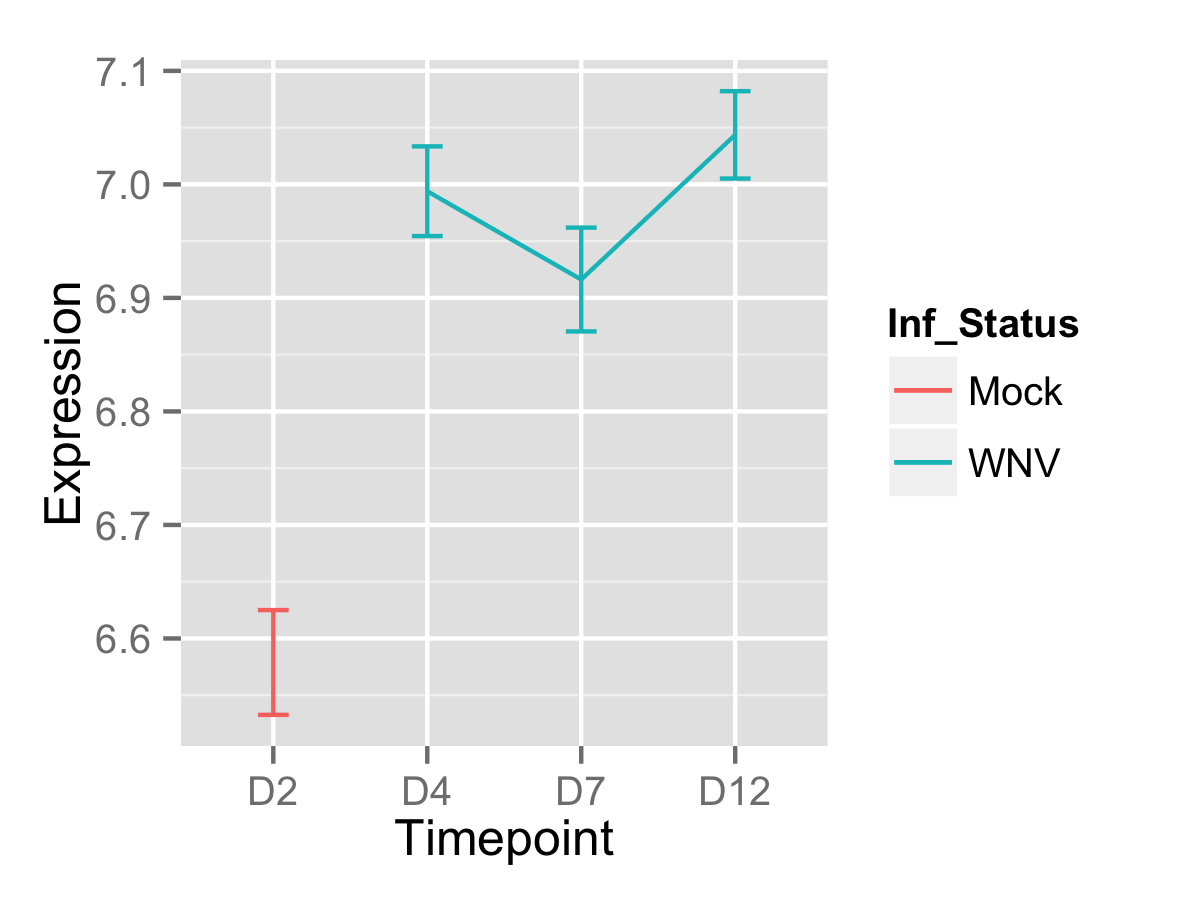 7.1
7.0
6.9
6.8
6.7
6.6
Expression
D2 D4 D7 D12
Timepoint
Inf_Status
Mock
WNV